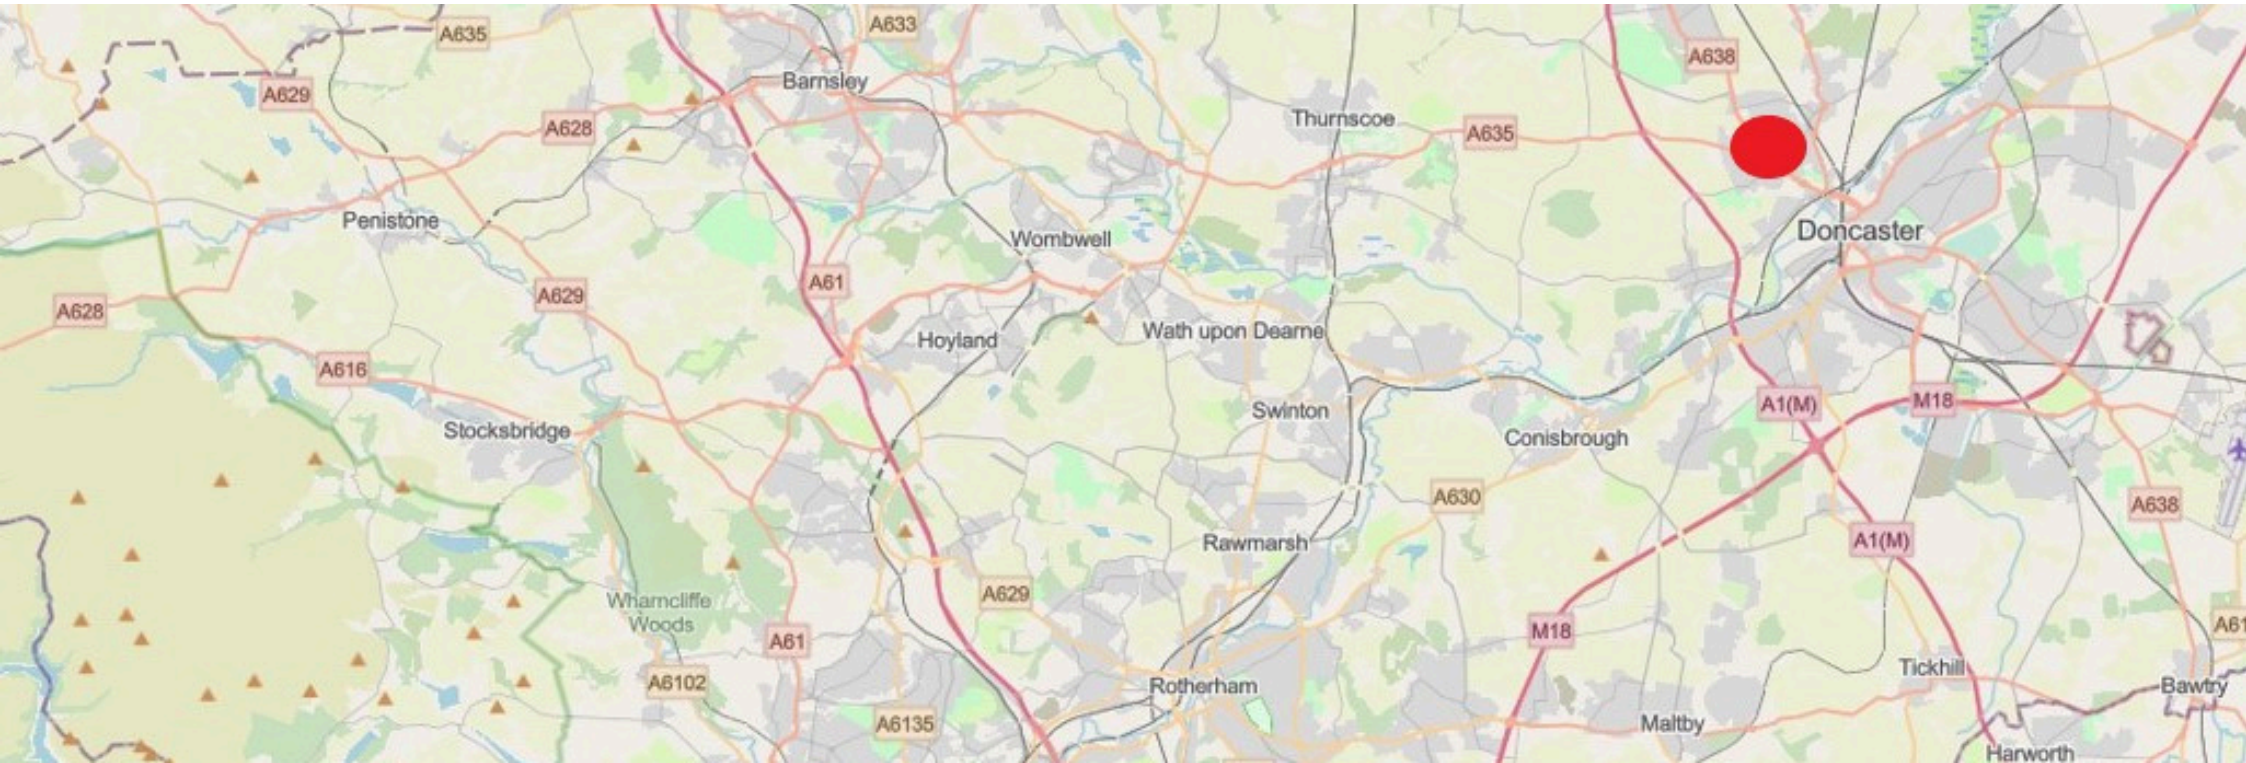 A633
A635
A638
Barnsley
A629
Thurnscoe
A628
A635
Penistone
Doncaster
Wombwell
A61
A629
A628
Wath upon Dearne
Hoyland
A616
A1(M)
M18
Swinton
Stocksbridge
Conisbrough
A630
A638
A1(M)
Rawmarsh
A629
Wharncliffe
Woods
A61
M18
A61
Tickhill
A6102
Rotherham
Bawtry
A6135
Maltby
Harworth